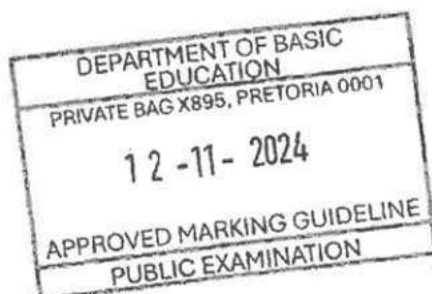 DEPARTMENT OF BASIC
EDUCATION
PRIVATE BAG X895, PRETORIA 0001
12 -11- 2024
APPROVED MARKING GUIDELINE
PUBLIC EXAMINATION